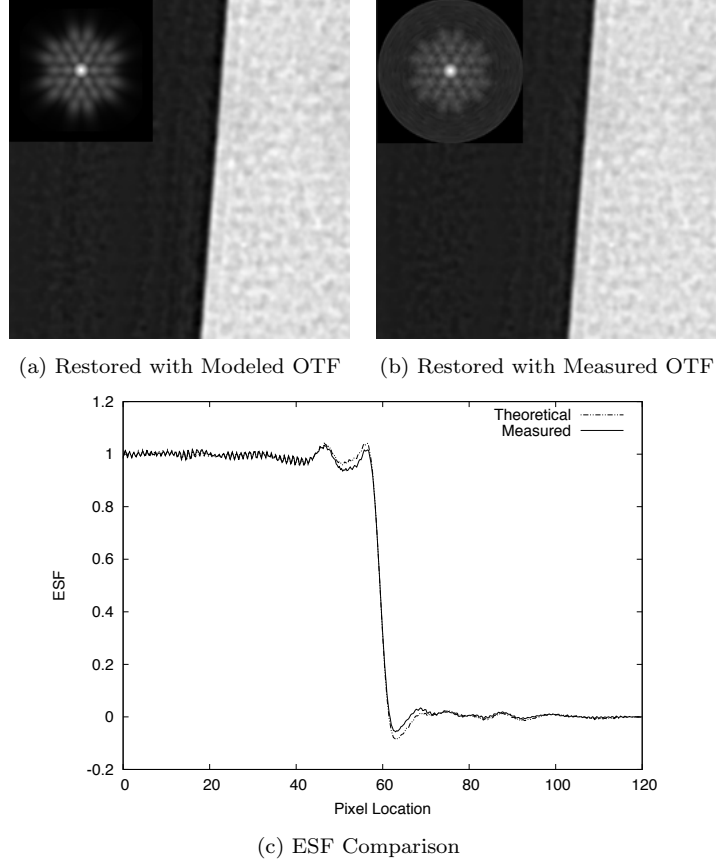 (a) Restored with Modeled OTF
(b) Restored with Measured OTF
1.2
1
0.8
0.6
0.4
0.2
0
-0.2
ESF
Theoretical
Measured
0 20 40 60 80 100 120
Pixel Location
(c) ESF Comparison